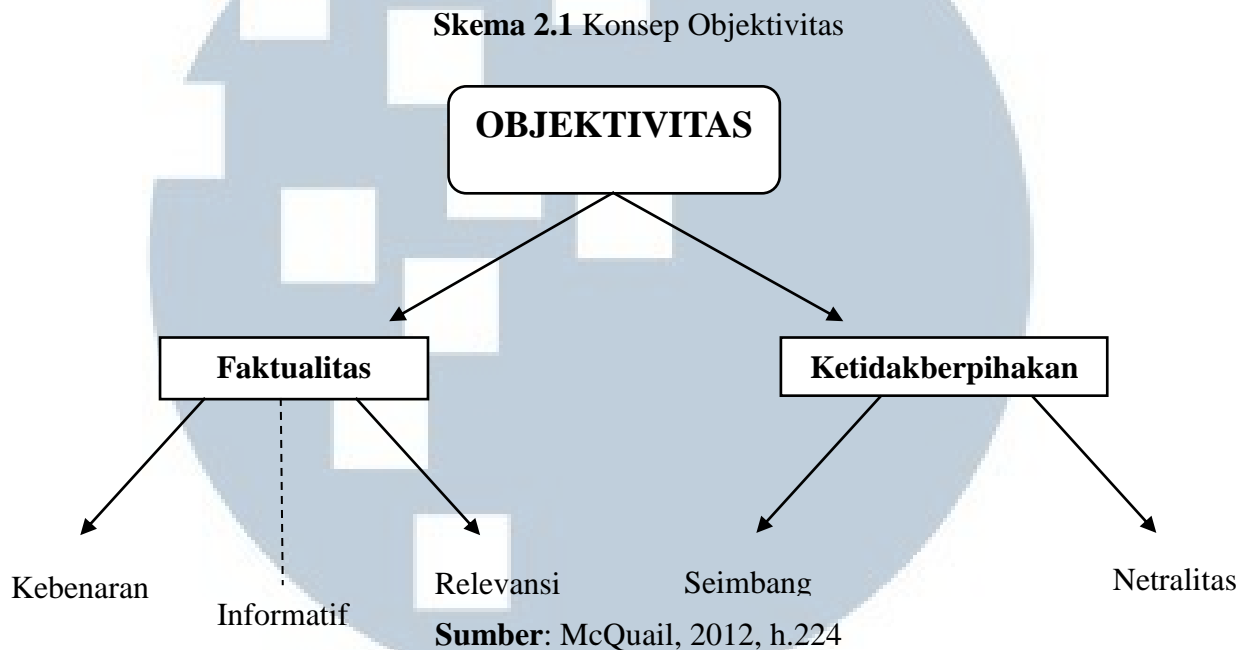 Skema 2.1 Konsep Objektivitas
OBJEKTIVITAS
Faktualitas
Ketidakberpihakan
Kebenaran
Informatif
Relevansi
Seimbang
Netralitas
Sumber: McQuail, 2012, h.224